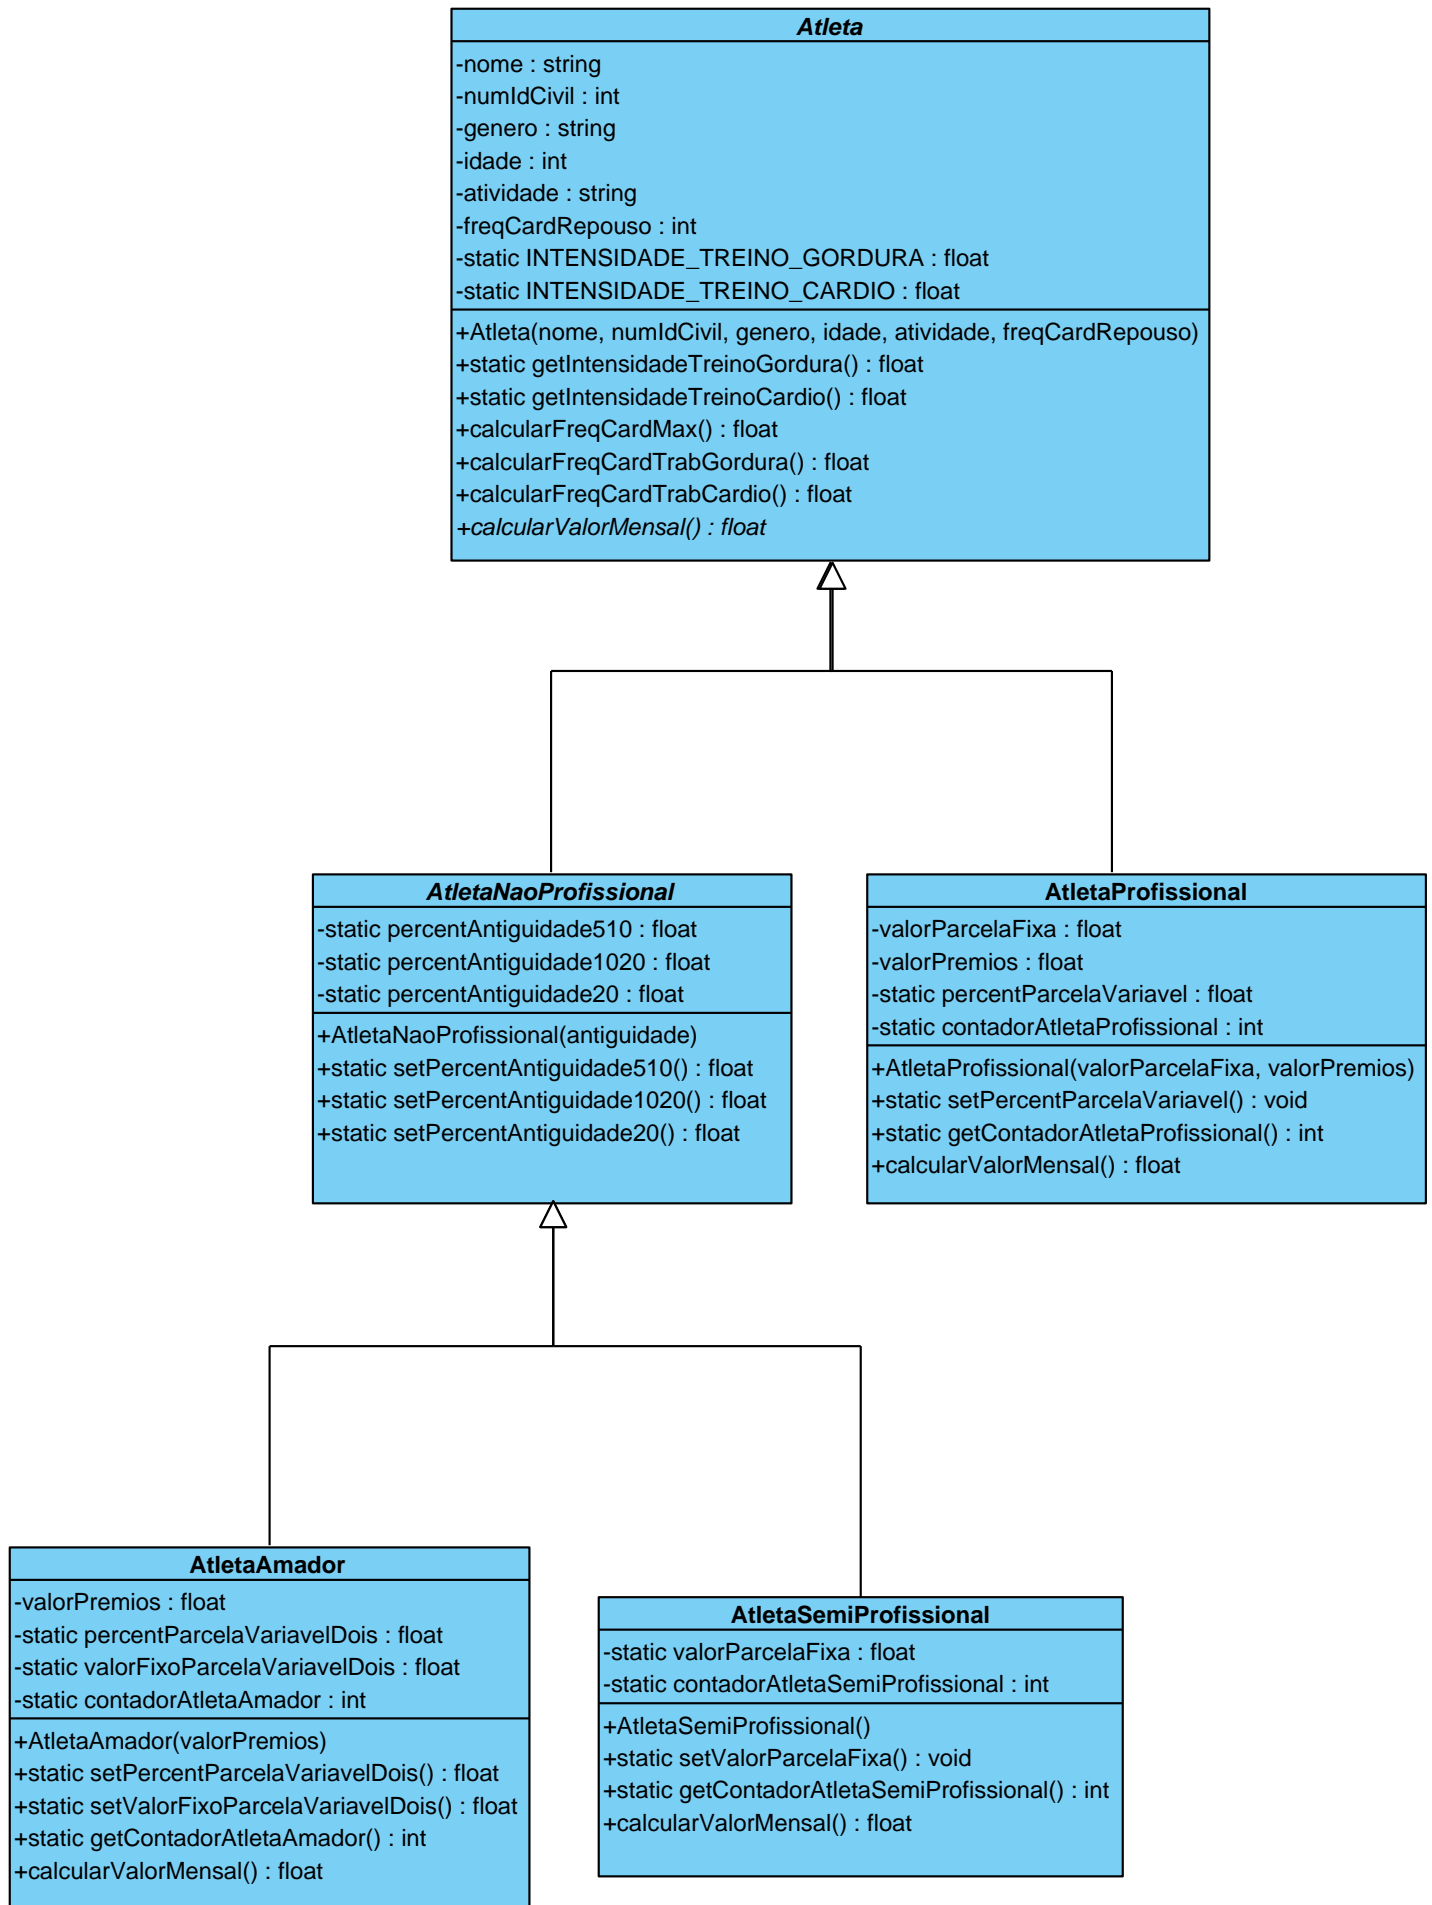 Atleta
-nome : string
-numIdCivil : int
-genero : string
-idade : int
-atividade : string
-freqCardRepouso : int
-static INTENSIDADE_TREINO_GORDURA : float
-static INTENSIDADE_TREINO_CARDIO : float
+Atleta(nome, numIdCivil, genero, idade, atividade, freqCardRepouso)
+static getIntensidadeTreinoGordura() : float
+static getIntensidadeTreinoCardio() : float
+calcularFreqCardMax() : float
+calcularFreqCardTrabGordura() : float
+calcularFreqCardTrabCardio() : float
+calcularValorMensal() : float
AtletaNaoProfissional
-static percentAntiguidade510 : float
-static percentAntiguidade1020 : float
-static percentAntiguidade20 : float
+AtletaNaoProfissional(antiguidade)
+static setPercentAntiguidade510() : float
+static setPercentAntiguidade1020() : float
+static setPercentAntiguidade20() : float
AtletaProfissional
-valorParcelaFixa : float
-valorPremios : float
-static percentParcelaVariavel : float
-static contadorAtletaProfissional : int
+AtletaProfissional(valorParcelaFixa, valorPremios)
+static setPercentParcelaVariavel() : void
+static getContadorAtletaProfissional() : int
+calcularValorMensal() : float
AtletaAmador
-valorPremios : float
-static percentParcelaVariavelDois : float
-static valorFixoParcelaVariavelDois : float
-static contadorAtletaAmador : int
+AtletaAmador(valorPremios)
+static setPercentParcelaVariavelDois() : float
+static setValorFixoParcelaVariavelDois() : float
+static getContadorAtletaAmador() : int
+calcularValorMensal() : float
AtletaSemiProfissional
-static valorParcelaFixa : float
-static contadorAtletaSemiProfissional : int
+AtletaSemiProfissional()
+static setValorParcelaFixa() : void
+static getContadorAtletaSemiProfissional() : int
+calcularValorMensal() : float